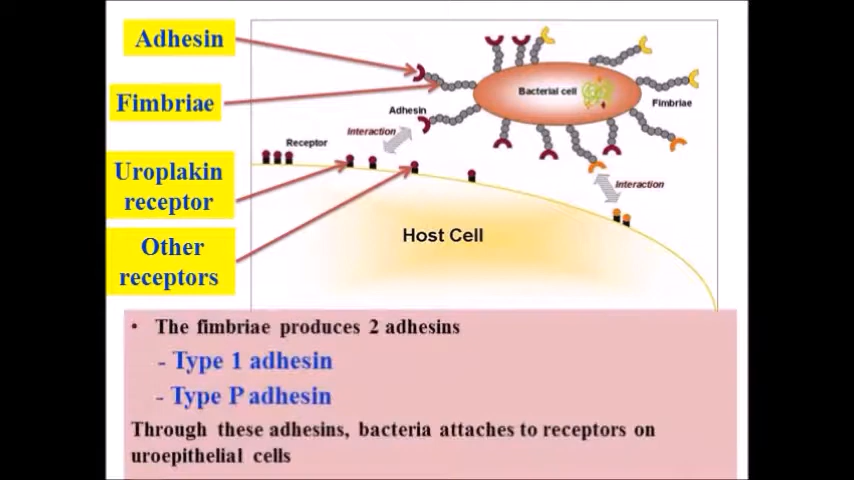 Adhesin
Fimbriae
Uroplakin
receptor
Other
receptors
Bacterial cell
Fimbriae
Adhesin
Interaction
Receptor
Interaction
Host Cell
• The fimbriae produces 2 adhesins
- Type 1 adhesin
- Type P adhesin
Through these adhesins, bacteria attaches to receptors on
uroepithelial cells